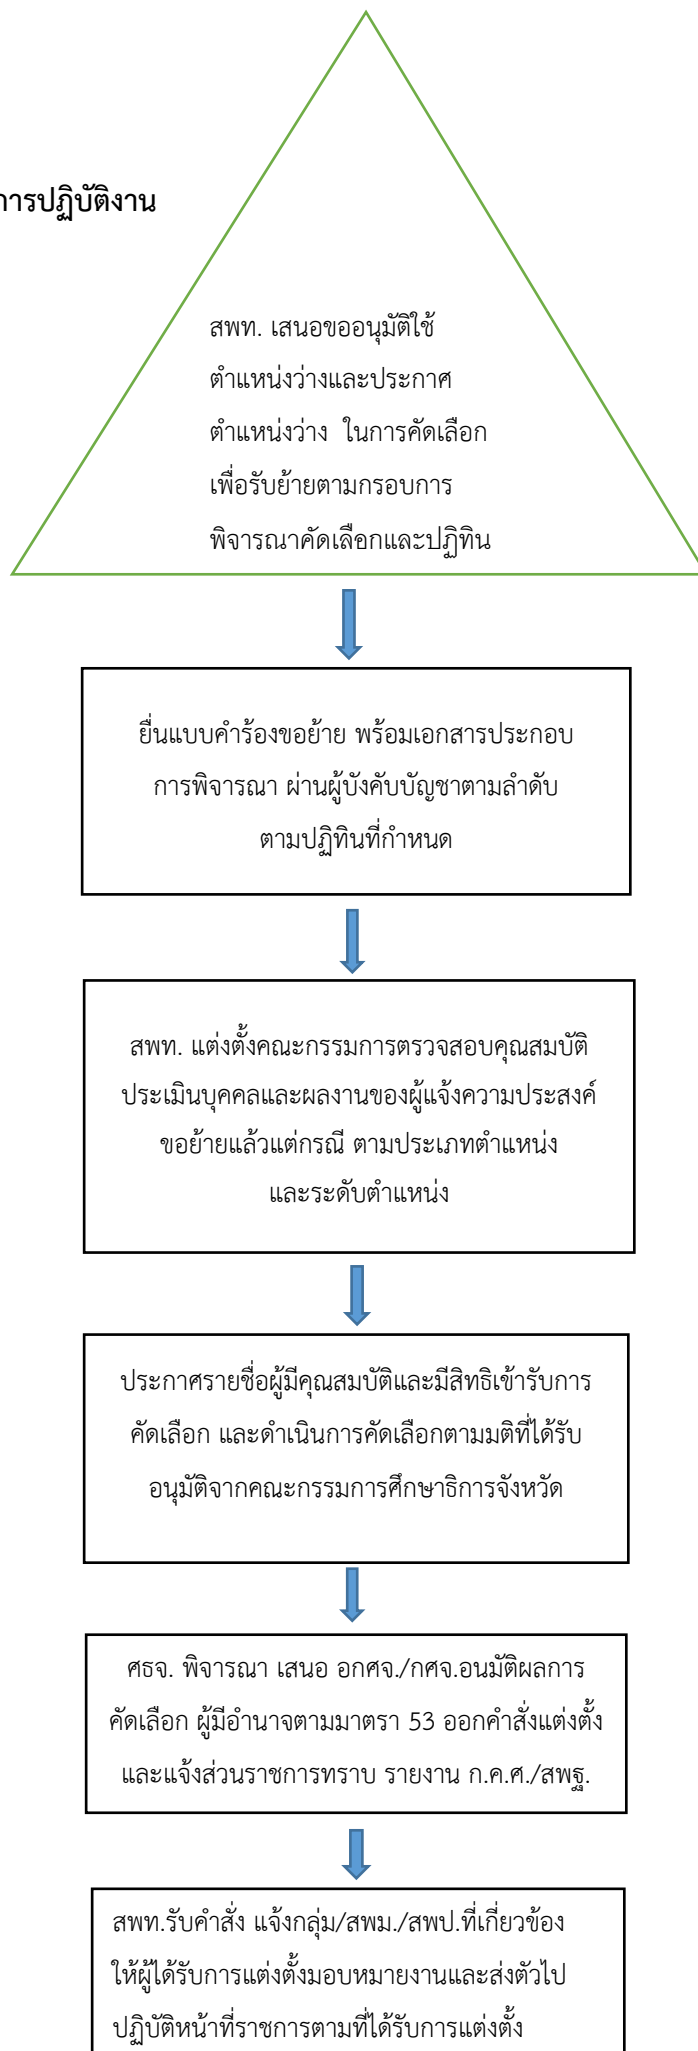 การปฏิบัติงาน
สพท. เสนอขออนุมัติใช้
ตำแหน่งว่างและประกาศ
ตำแหน่งว่าง ในการคัดเลือก
เพื่อรับย้ายตามกรอบการ
พิจารณาคัดเลือกและปฏิทิน
ยื่นแบบคำร้องขอย้าย พร้อมเอกสารประกอบ
การพิจารณา ผ่านผู้บังคับบัญชาตามลำดับ
ตามปฏิทินที่กำหนด
สพท. แต่งตั้งคณะกรรมการตรวจสอบคุณสมบัติ
ประเมินบุคคลและผลงานของผู้แจ้งความประสงค์
ขอย้ายแล้วแต่กรณี ตามประเภทตำแหน่ง
และระดับตำแหน่ง
ประกาศรายชื่อผู้มีคุณสมบัติและมีสิทธิเข้ารับการ
คัดเลือก และดำเนินการคัดเลือกตามมติที่ได้รับ
อนุมัติจากคณะกรรมการศึกษาธิการจังหวัด
ศธจ. พิจารณา เสนอ อกศจ./กศจ.อนมัติผลการ
คัดเลือก ผู้มีอำนาจตามมาตรา 53 ออกคำสั่งแต่งตั้ง
และแจ้งส่วนราชการทราบ รายงาน ก.ค.ศ./สพฐ.
สพท.รับคำสั่ง แจ้งกลุ่ม/สพม./สพป.ที่เกี่ยวข้อง
ให้ผู้ได้รับการแต่งตั้งมอบหมายงานและส่งตัวไป
ปฏิบัติหน้าที่ราชการตามที่ได้รับการแต่งตั้ง